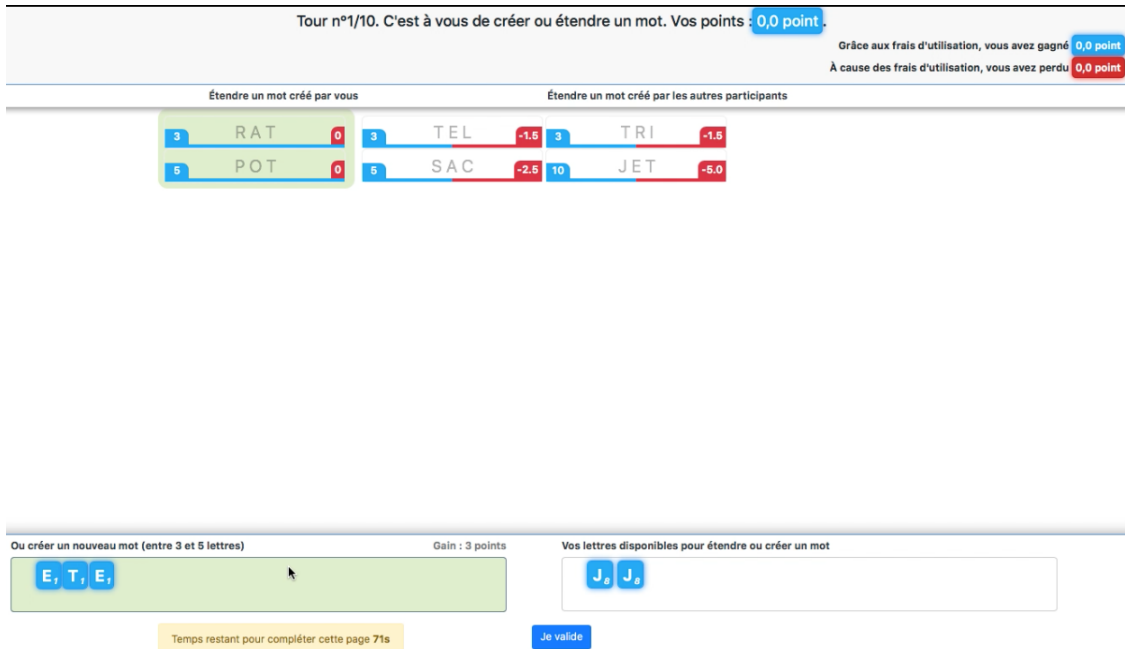 Tour nº1/10. C'est à vous de créer ou étendre un mot. Vos points : 0,0 point .
Grâce aux frais d'utilisation, vous avez gagné 0,0 point
À cause des frais d'utilisation, vous avez perdu 0,0 point
Étendre un mot créé par vous Étendre un mot créé par les autres participants
3 RAT 0 3 TEL -1.5 3 TRI -1.5
5 POT 0 5 SAC -2.5 10 JET -5.0
Ou créer un nouveau mot (entre 3 et 5 lettres) Gain : 3 points Vos lettres disponibles pour étendre ou créer un mot
E1 T1 E1 J8 J8
Temps restant pour compléter cette page 71s Je valide